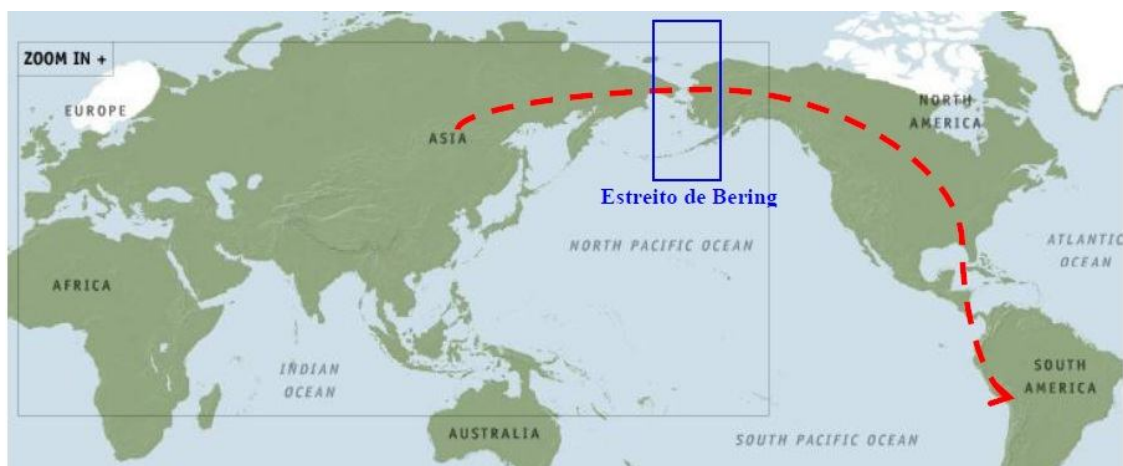 ZOOM IN +
EUROPE
ASIA
NORTH
AMERICA
Estreito de Bering
NORTH PACIFIC OCEAN
ATLANTIC
OCEAN
AFRICA
INDIAN
OCEAN
SOUTH
AMERICA
AUSTRALIA
SOUTH PACIFIC OCEAN